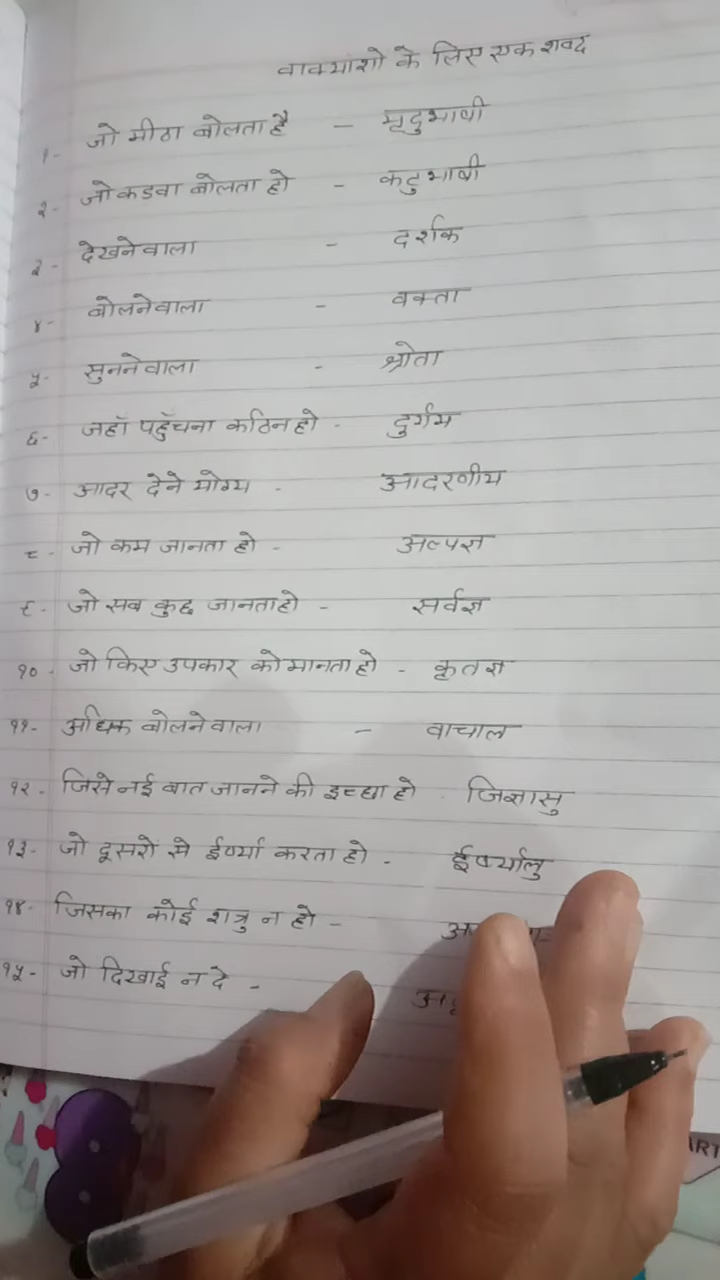 वाक्यांशो के लिए एक शब्द
१- जो मीठा बोलता है - मृदुभाषी
२- जो कडवा बोलता हो - कटुभाषी
३- देखनेवाला - दर्शक
४- बोलनेवाला - वक्ता
५- सुननेवाला - श्रोता
६- जहाँ पहुँचना कठिन हो - दुर्गम
७- आदर देने योग्य - आदरणीय
८- जो कम जानता हो - अल्पज्ञ
९- जो सब कुछ जानता हो - सर्वज्ञ
१०- जो किए उपकार को मानता हो - कृतज्ञ
११- अधिक बोलनेवाला - वाचाल
१२- जिसे नई बात जानने की इच्छा हो - जिज्ञासु
१३- जो दूसरों से ईर्ष्या करता हो - ईर्ष्यालु
१४- जिसका कोई शत्रु न हो -
१५- जो दिखाई न दे -